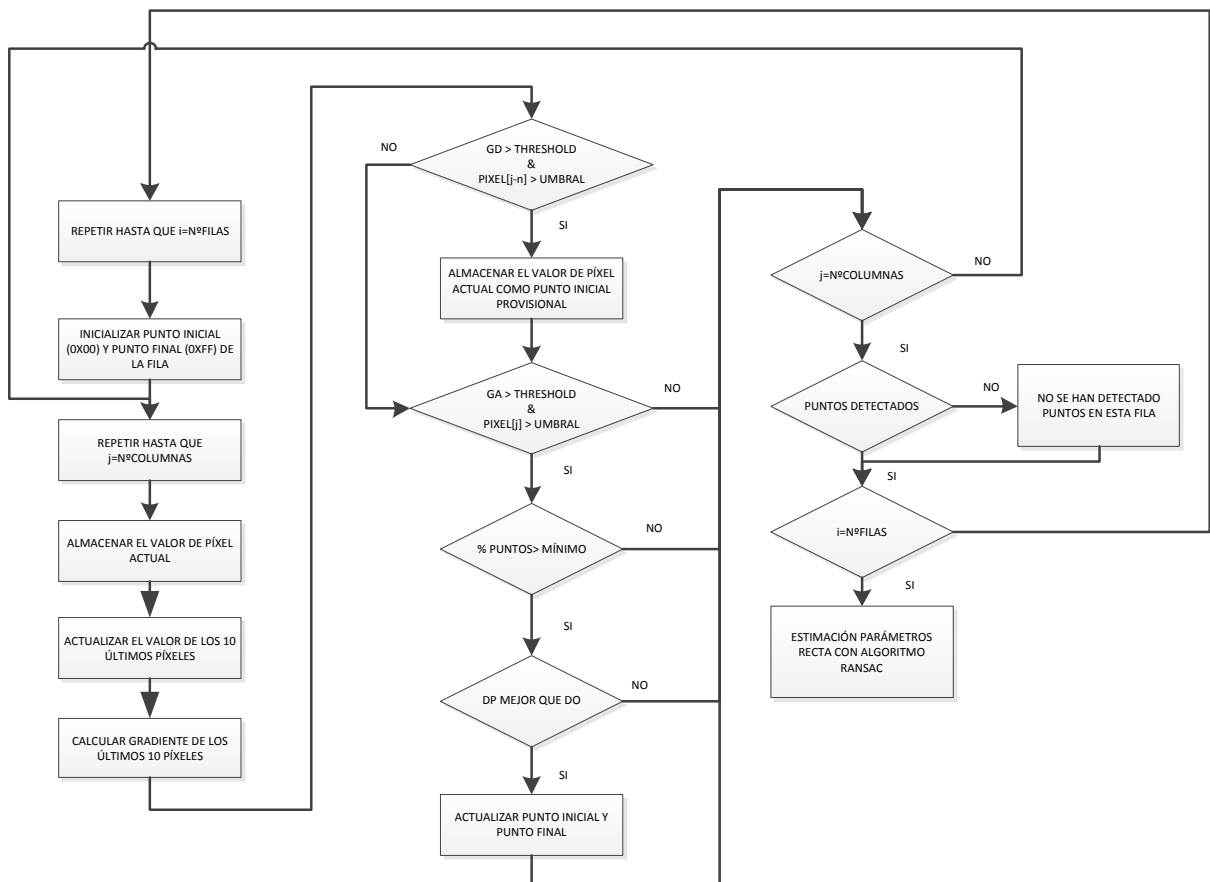 REPETIR HASTA QUE i=NºFILAS
INICIALIZAR PUNTO INICIAL
(0X00) Y PUNTO FINAL (0XFF) DE
LA FILA
REPETIR HASTA QUE
j=NºCOLUMNAS
ALMACENAR EL VALOR DE PÍXEL
ACTUAL
ACTUALIZAR EL VALOR DE LOS 10
ÚLTIMOS PÍXELES
CALCULAR GRADIENTE DE LOS
ÚLTIMOS 10 PÍXELES
GD > THRESHOLD
&
PIXEL[j-n] > UMBRAL
NO
SI
ALMACENAR EL VALOR DE PÍXEL
ACTUAL COMO PUNTO INICIAL
PROVISIONAL
GA > THRESHOLD
&
PIXEL[j] > UMBRAL
NO
SI
% PUNTOS> MÍNIMO
NO
SI
DP MEJOR QUE DO
NO
SI
ACTUALIZAR PUNTO INICIAL Y
PUNTO FINAL
j=NºCOLUMNAS
NO
SI
PUNTOS DETECTADOS
NO
NO SE HAN DETECTADO
PUNTOS EN ESTA FILA
SI
i=NºFILAS
SI
ESTIMACIÓN PARÁMETROS
RECTA CON ALGORITMO
RANSAC